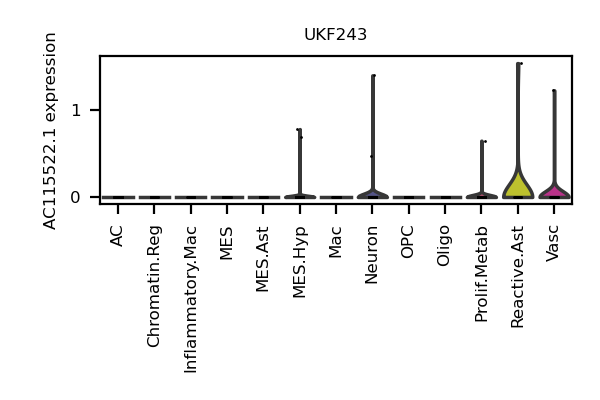 UKF243
AC115522.1 expression
1
0
AC
Chromatin.Reg
Inflammatory.Mac
MES
MES.Ast
MES.Hyp
Mac
Neuron
OPC
Oligo
Prolif.Metab
Reactive.Ast
Vasc